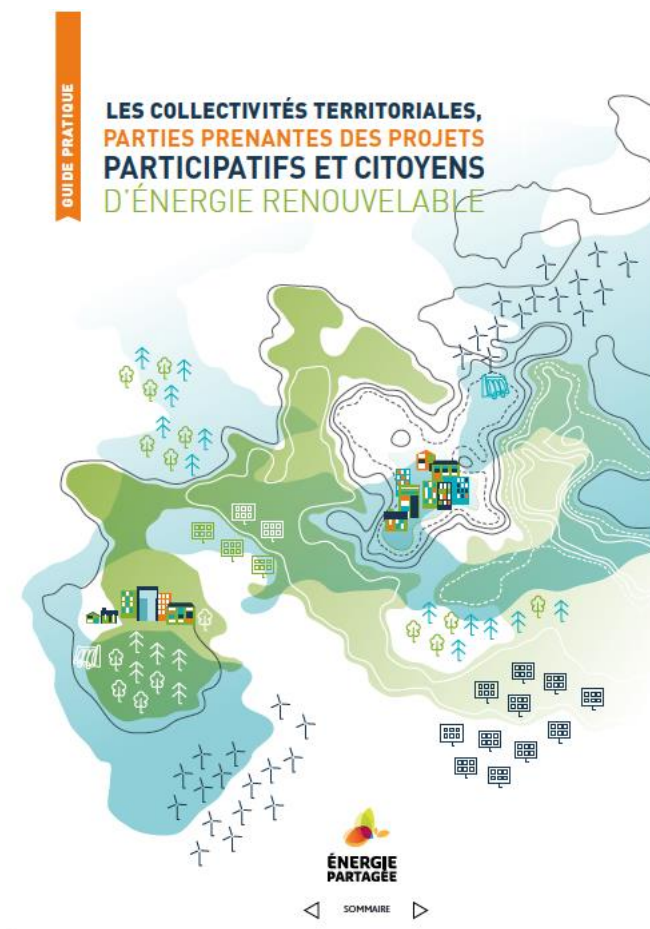 GUIDE PRATIQUE
LES COLLECTIVITÉS TERRITORIALES,
PARTIES PRENANTES DES PROJETS
PARTICIPATIFS ET CITOYENS
D'ÉNERGIE RENOUVELABLE
ÉNERGIE
PARTAGÉE
SOMMAIRE